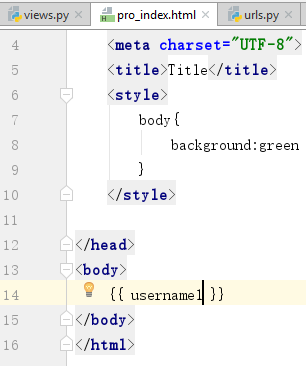 views.py pro_index.html urls.py
4 <meta charset="UTF-8">
5 <title>Title</title>
6 <style>
7 body{
8 background:green
9 }
10 </style>
11
12 </head>
13 <body>
14 {{ username1 }}
15 </body>
16 </html>